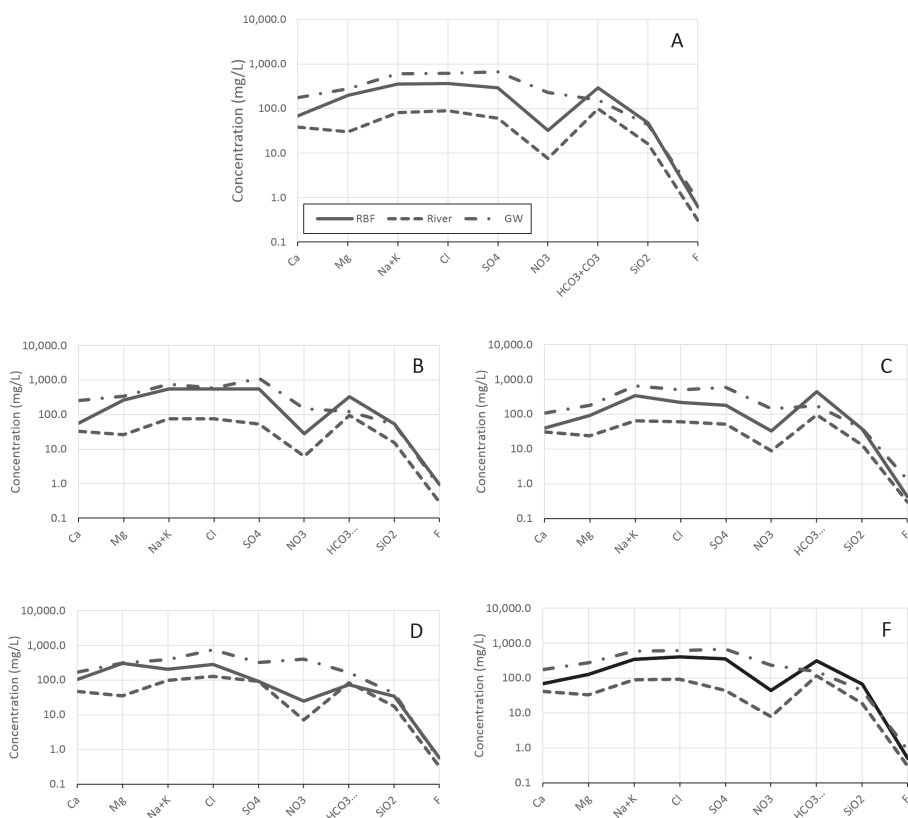 A
Concentration (mg/L)
10,000.0
1,000.0
100.0
10.0
1.0
0.1
RBF River GW
Ca Mg Na+K Cl SO4 NO3 HCO3+CO3 SiO2 F
B
Concentration (mg/L)
10,000.0
1,000.0
100.0
10.0
1.0
0.1
Ca Mg Na+K Cl SO4 NO3 HCO3... SiO2 F
C
Concentration (mg/L)
10,000.0
1,000.0
100.0
10.0
1.0
0.1
Ca Mg Na+K Cl SO4 NO3 HCO3... SiO2 F
D
Concentration (mg/L)
10,000.0
1,000.0
100.0
10.0
1.0
0.1
Ca Mg Na+K Cl SO4 NO3 HCO3... SiO2 F
F
Concentration (mg/L)
10,000.0
1,000.0
100.0
10.0
1.0
0.1
Ca Mg Na+K Cl SO4 NO3 HCO3... SiO2 F